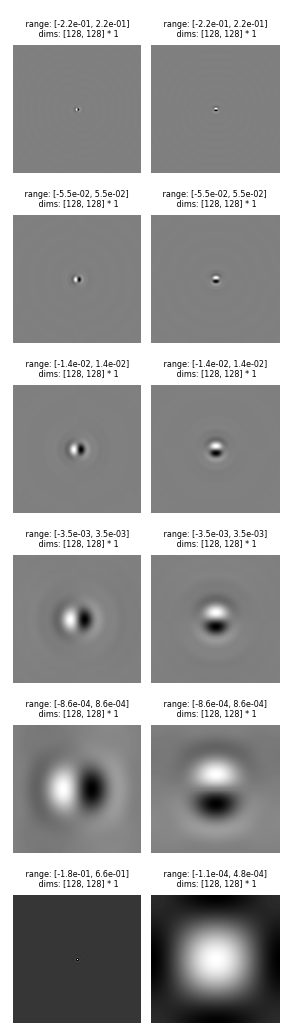 range: [-2.2e-01, 2.2e-01]
dims: [128, 128] * 1
range: [-2.2e-01, 2.2e-01]
dims: [128, 128] * 1
range: [-5.5e-02, 5.5e-02]
dims: [128, 128] * 1
range: [-5.5e-02, 5.5e-02]
dims: [128, 128] * 1
range: [-1.4e-02, 1.4e-02]
dims: [128, 128] * 1
range: [-1.4e-02, 1.4e-02]
dims: [128, 128] * 1
range: [-3.5e-03, 3.5e-03]
dims: [128, 128] * 1
range: [-3.5e-03, 3.5e-03]
dims: [128, 128] * 1
range: [-8.6e-04, 8.6e-04]
dims: [128, 128] * 1
range: [-8.6e-04, 8.6e-04]
dims: [128, 128] * 1
range: [-1.8e-01, 6.6e-01]
dims: [128, 128] * 1
range: [-1.1e-04, 4.8e-04]
dims: [128, 128] * 1